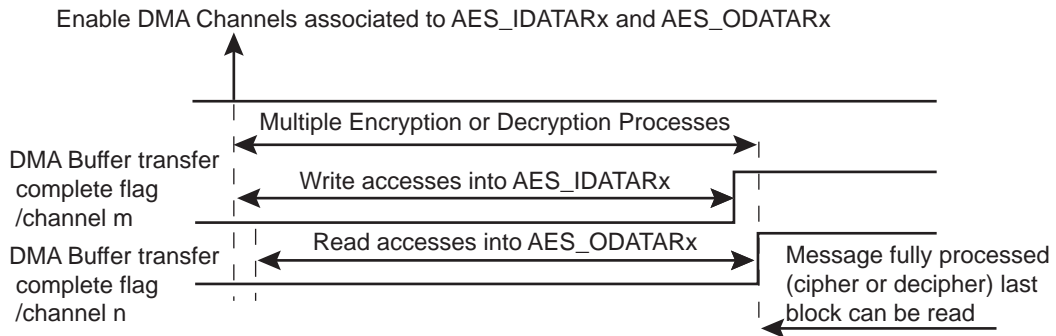 Enable DMA Channels associated to AES_IDATARx and AES_ODATARx
Multiple Encryption or Decryption Processes
DMA Buffer transfer
complete flag
/channel m
Write accesses into AES_IDATARx
DMA Buffer transfer
complete flag
/channel n
Read accesses into AES_ODATARx
Message fully processed
(cipher or decipher) last
block can be read